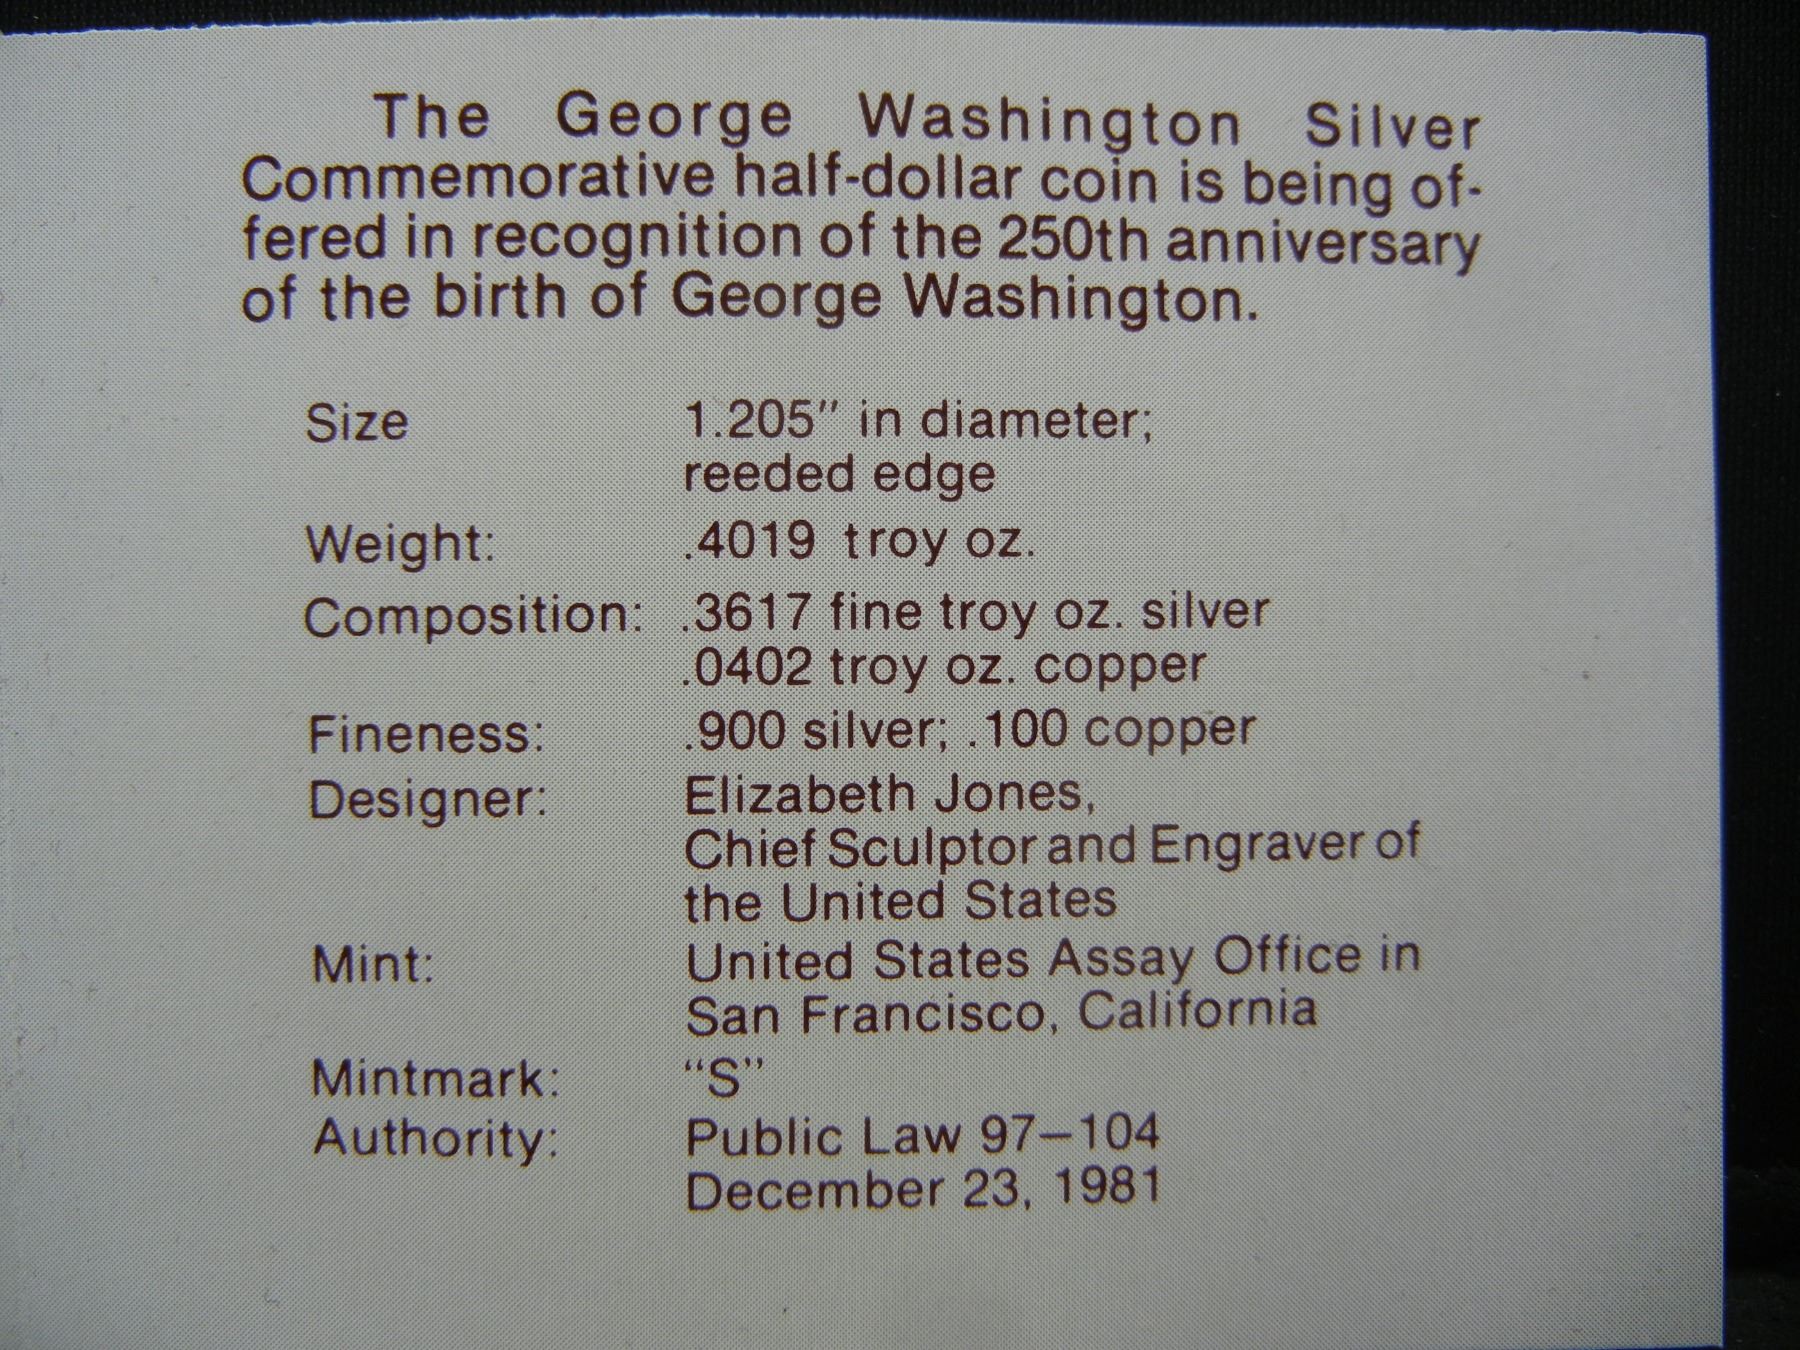 The George Washington Silver
Commemorative half-dollar coin is being of-
fered in recognition of the 250th anniversary
of the birth of George Washington.
Size 1.205" in diameter;
reeded edge
Weight: .4019 troy oz.
Composition: .3617 fine troy oz. silver
.0402 troy oz. copper
Fineness: .900 silver; .100 copper
Designer: Elizabeth Jones,
Chief Sculptor and Engraver of
the United States
Mint: United States Assay Office in
San Francisco, California
Mintmark: “S”
Authority: Public Law 97–104
December 23, 1981